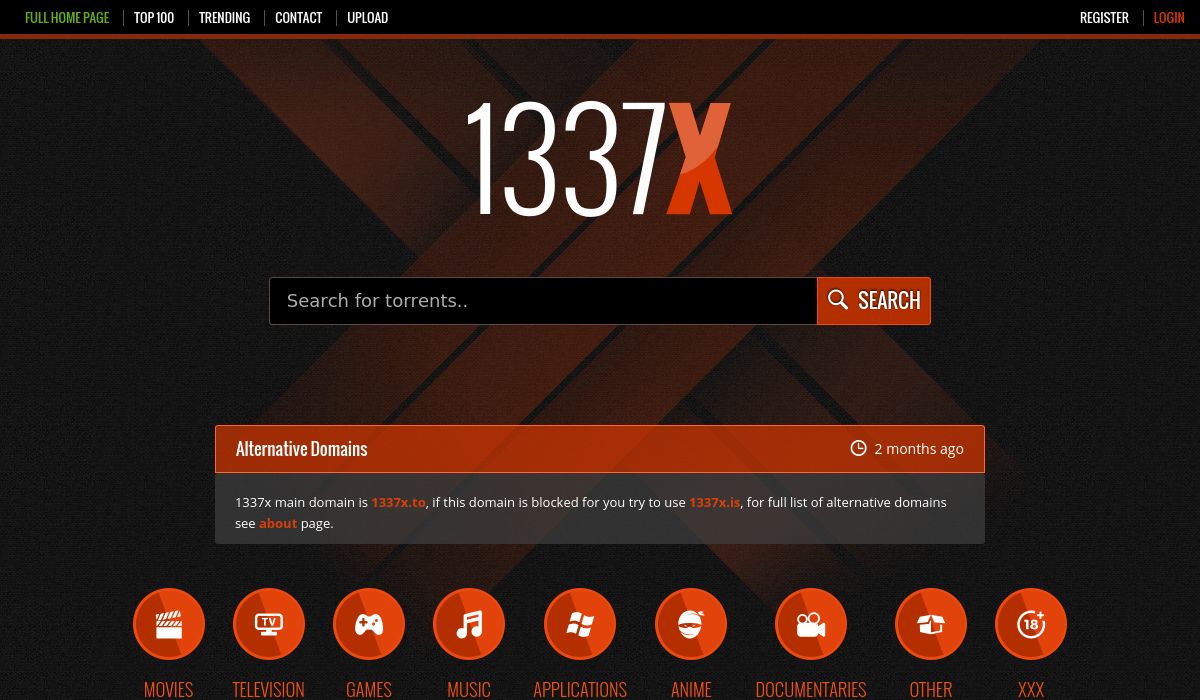 FULL HOME PAGE TOP 100 TRENDING CONTACT UPLOAD REGISTER LOGIN
1337X
Search for torrents.. SEARCH
Alternative Domains 2 months ago
1337x main domain is 1337x.to, if this domain is blocked for you try to use 1337x.is, for full list of alternative domains
see about page.
TV 18+
MOVIES TELEVISION GAMES MUSIC APPLICATIONS ANIME DOCUMENTARIES OTHER XXX